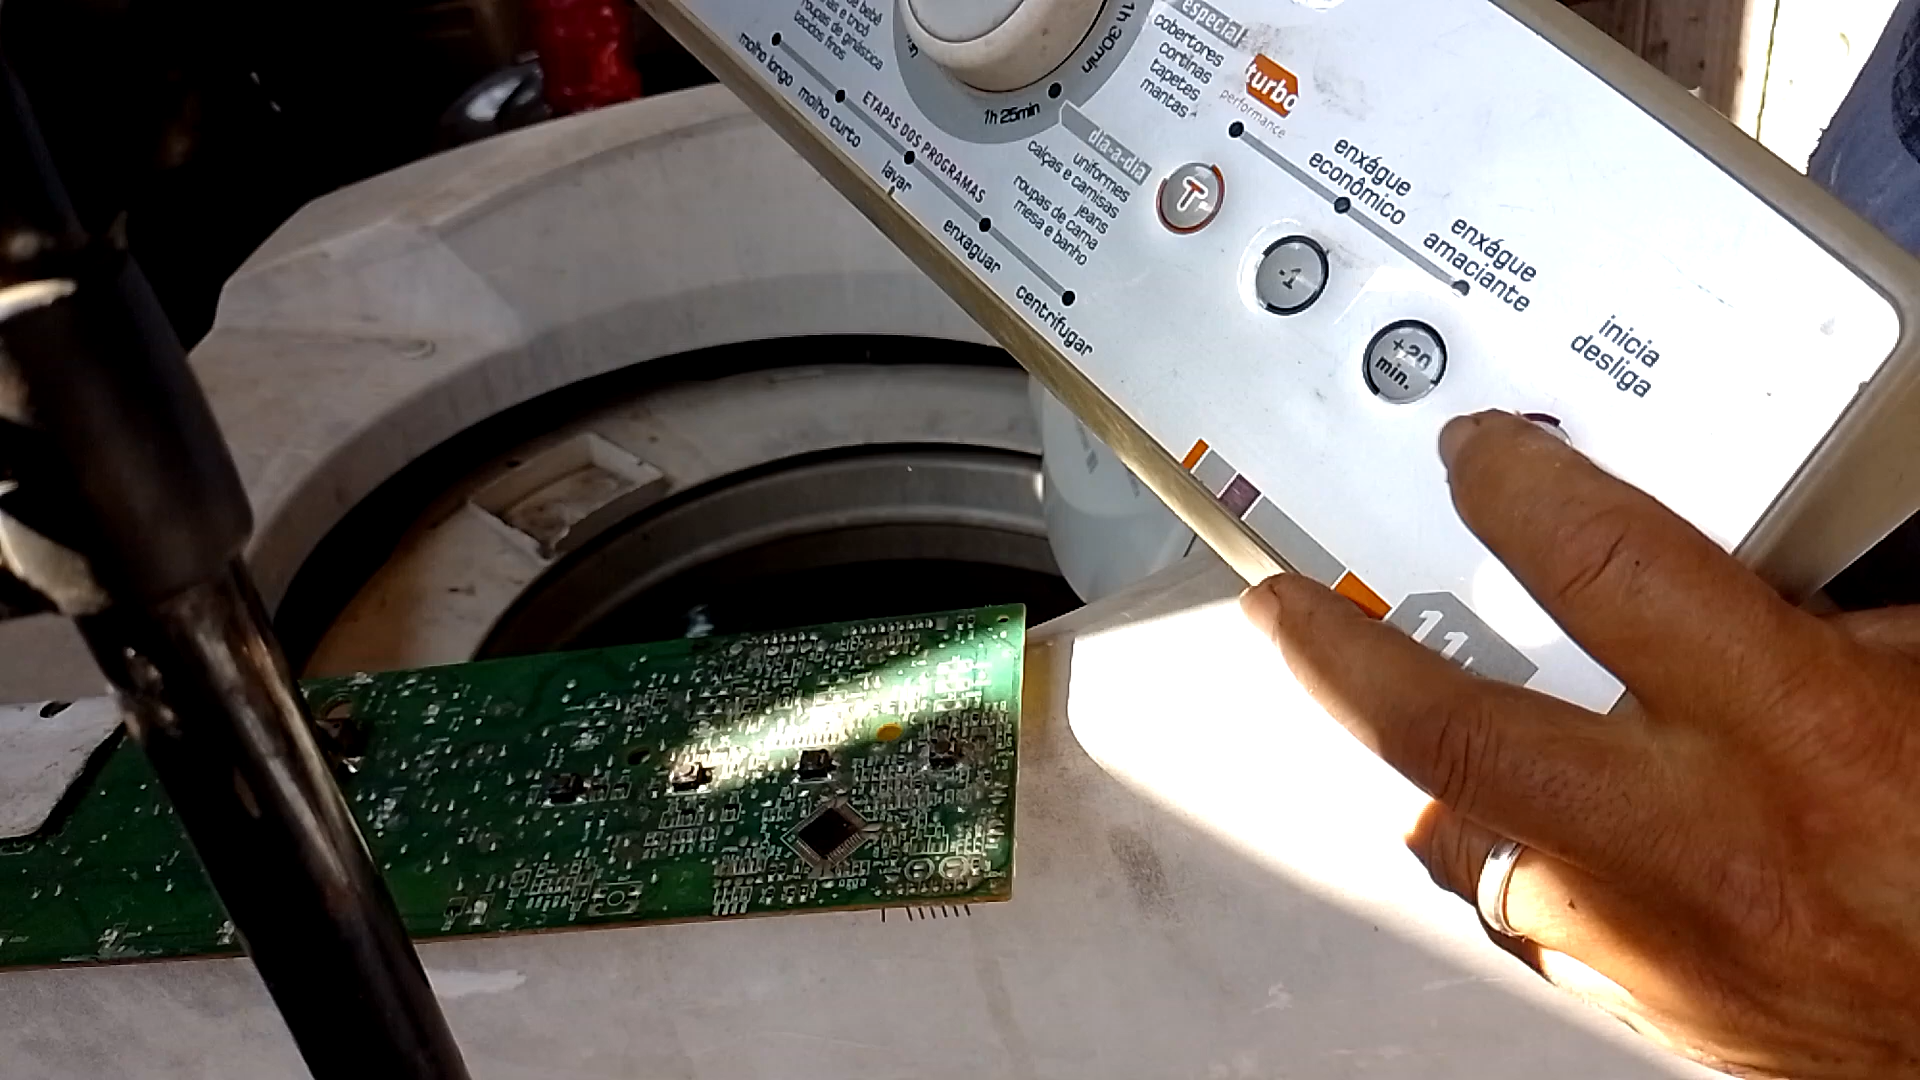 bebê
e tricô
roupas de ginástica
tecidos finos
molho longo
molho curto
lavar
enxaguar
centrifugar
ETAPAS DOS PROGRAMAS
1h 25min
1h 30min
especial
cobertores
cortinas
tapetes
mantas
dia-a-dia
uniformes
calças e camisas
jeans
roupas de cama
mesa e banho
turbo
performance
enxágue
econômico
enxágue
amaciante
inicia
desliga
T
-1
+20
min.
11